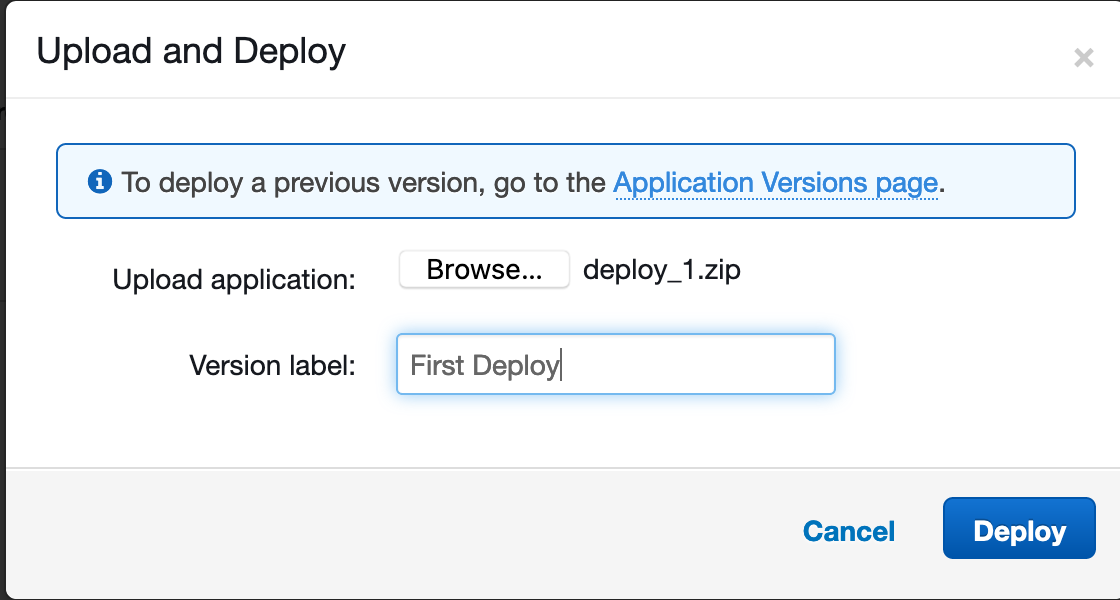 Upload and Deploy
×
To deploy a previous version, go to the Application Versions page.
Upload application: Browse... deploy_1.zip
Version label: First Deploy
Cancel Deploy